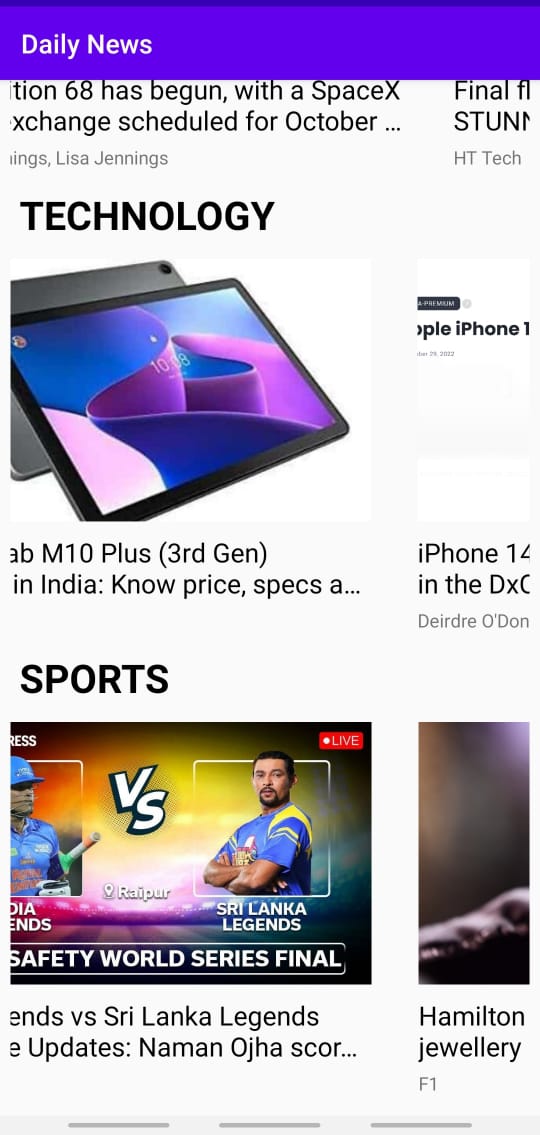 Daily News
ition 68 has begun, with a SpaceX
xchange scheduled for October ...
nings, Lisa Jennings
Final fl
STUNN
HT Tech
TECHNOLOGY
10:08
A-PREMIUM
pple iPhone 1
ber 29, 2022
ab M10 Plus (3rd Gen)
in India: Know price, specs a...
iPhone 14
in the DxO
Deirdre O'Don
SPORTS
RESS
LIVE
VS
Raipur
DIA
ENDS
SRI LANKA
LEGENDS
SAFETY WORLD SERIES FINAL
ends vs Sri Lanka Legends
e Updates: Naman Ojha scor...
Hamilton
jewellery
F1